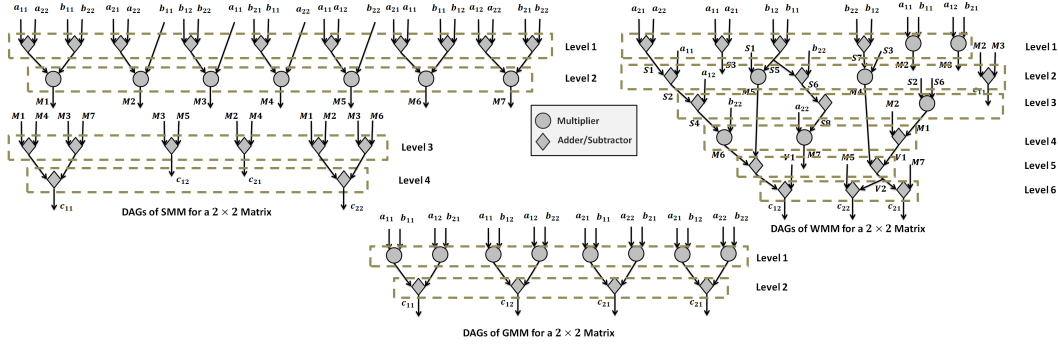 a11 a22 b11 b22 a21 a22 b11 a11 b12 b22 a22 b21 b11 a11 a12 b22 a21 a11 b11 b12 a12 a22 b21 b22
Level 1
Level 2
M1 M2 M3 M4 M5 M6 M7
M1 M4 M3 M7 M3 M5 M2 M4 M1 M2 M3 M6
Level 3
c12 c21
Level 4
c11 c22
DAGs of SMM for a 2 × 2 Matrix
Multiplier
Adder/Subtractor
a21 a22 b12 b11 b22 b12 a11 b11 a12 b21
Level 1
a11 S1 S3 S5 b22 S7 S3 M2 M3 M2 M3
S1 S6 Level 2
a12 S2 M5 M4 S2 S6 c11
Level 3
S4 b22 a22 S8 M2 M1
Level 4
M6 M7
V1 M5 V1 M7 Level 5
V2 Level 6
c12 c22 c21
DAGs of WMM for a 2 × 2 Matrix
a11 b11 a12 b21 a11 b12 a12 b22 a21 b11 a22 b21 a21 b12 a22 b22
Level 1
Level 2
c11 c12 c21 c22
DAGs of GMM for a 2 × 2 Matrix